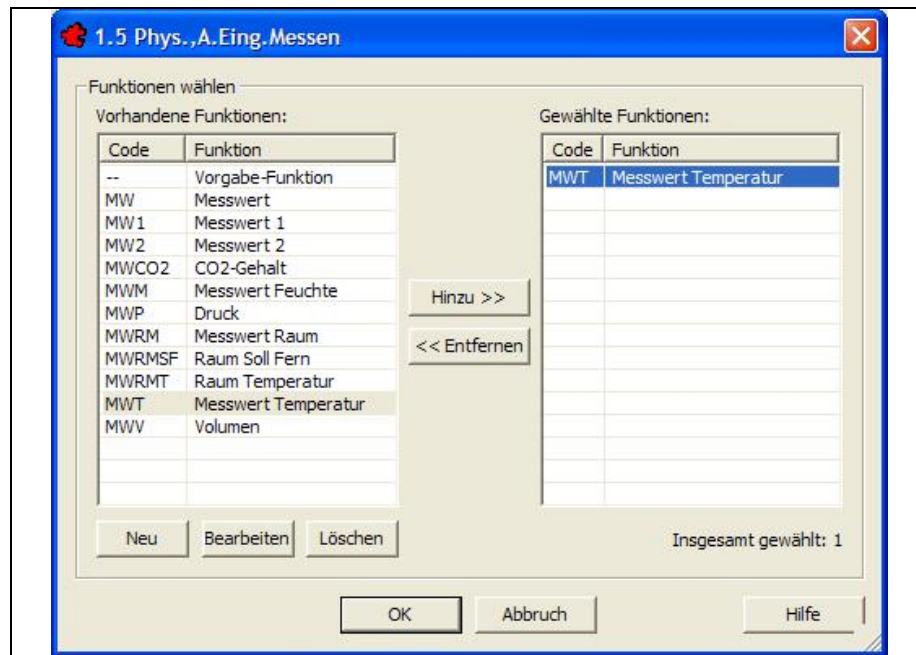 1.5 Phys.,A.Eing.Messen
Funktionen wählen
Vorhandene Funktionen:
Code Funktion
-- Vorgabe-Funktion
MW Messwert
MW1 Messwert 1
MW2 Messwert 2
MWCO2 CO2-Gehalt
MWM Messwert Feuchte
MWP Druck
MWRM Messwert Raum
MWRMSF Raum Soll Fern
MWRMT Raum Temperatur
MWT Messwert Temperatur
MWV Volumen
Neu Bearbeiten Löschen
Hinzu >>
<< Entfernen
Gewählte Funktionen:
Code Funktion
MWT Messwert Temperatur
Insgesamt gewählt: 1
OK Abbruch Hilfe